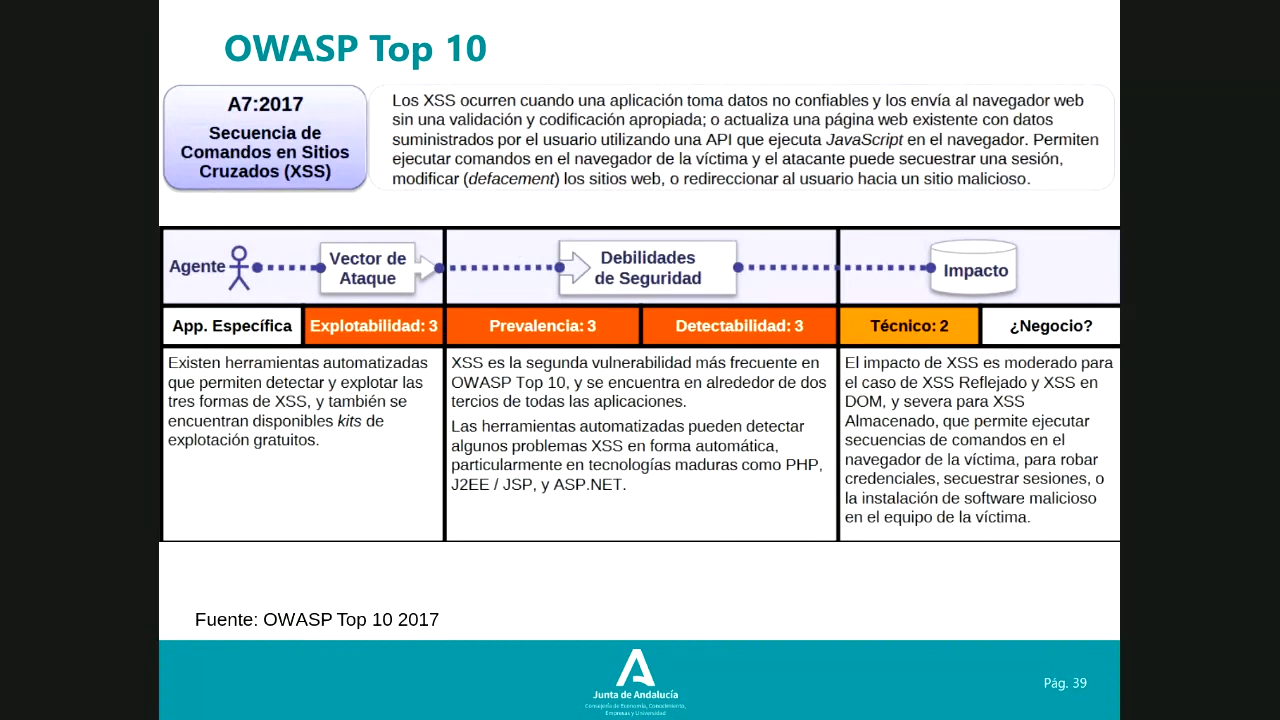 OWASP Top 10
A7:2017
Secuencia de
Comandos en Sitios
Cruzados (XSS)
Los XSS ocurren cuando una aplicación toma datos no confiables y los envía al navegador web
sin una validación y codificación apropiada; o actualiza una página web existente con datos
suministrados por el usuario utilizando una API que ejecuta JavaScript en el navegador. Permiten
ejecutar comandos en el navegador de la víctima y el atacante puede secuestrar una sesión,
modificar (defacement) los sitios web, o redireccionar al usuario hacia un sitio malicioso.
Agente
Vector de
Ataque
Debilidades
de Seguridad
Impacto
App. Específica
Explotabilidad: 3
Prevalencia: 3
Detectabilidad: 3
Técnico: 2
¿Negocio?
Existen herramientas automatizadas
que permiten detectar y explotar las
tres formas de XSS, y también se
encuentran disponibles kits de
explotación gratuitos.
XSS es la segunda vulnerabilidad más frecuente en
OWASP Top 10, y se encuentra en alrededor de dos
tercios de todas las aplicaciones.
Las herramientas automatizadas pueden detectar
algunos problemas XSS en forma automática,
particularmente en tecnologías maduras como PHP,
J2EE / JSP, y ASP.NET.
El impacto de XSS es moderado para
el caso de XSS Reflejado y XSS en
DOM, y severa para XSS
Almacenado, que permite ejecutar
secuencias de comandos en el
navegador de la víctima, para robar
credenciales, secuestrar sesiones, o
la instalación de software malicioso
en el equipo de la víctima.
Fuente: OWASP Top 10 2017
Junta de Andalucía
Consejería de Economía, Conocimiento,
Empresas y Universidad
Pág. 39